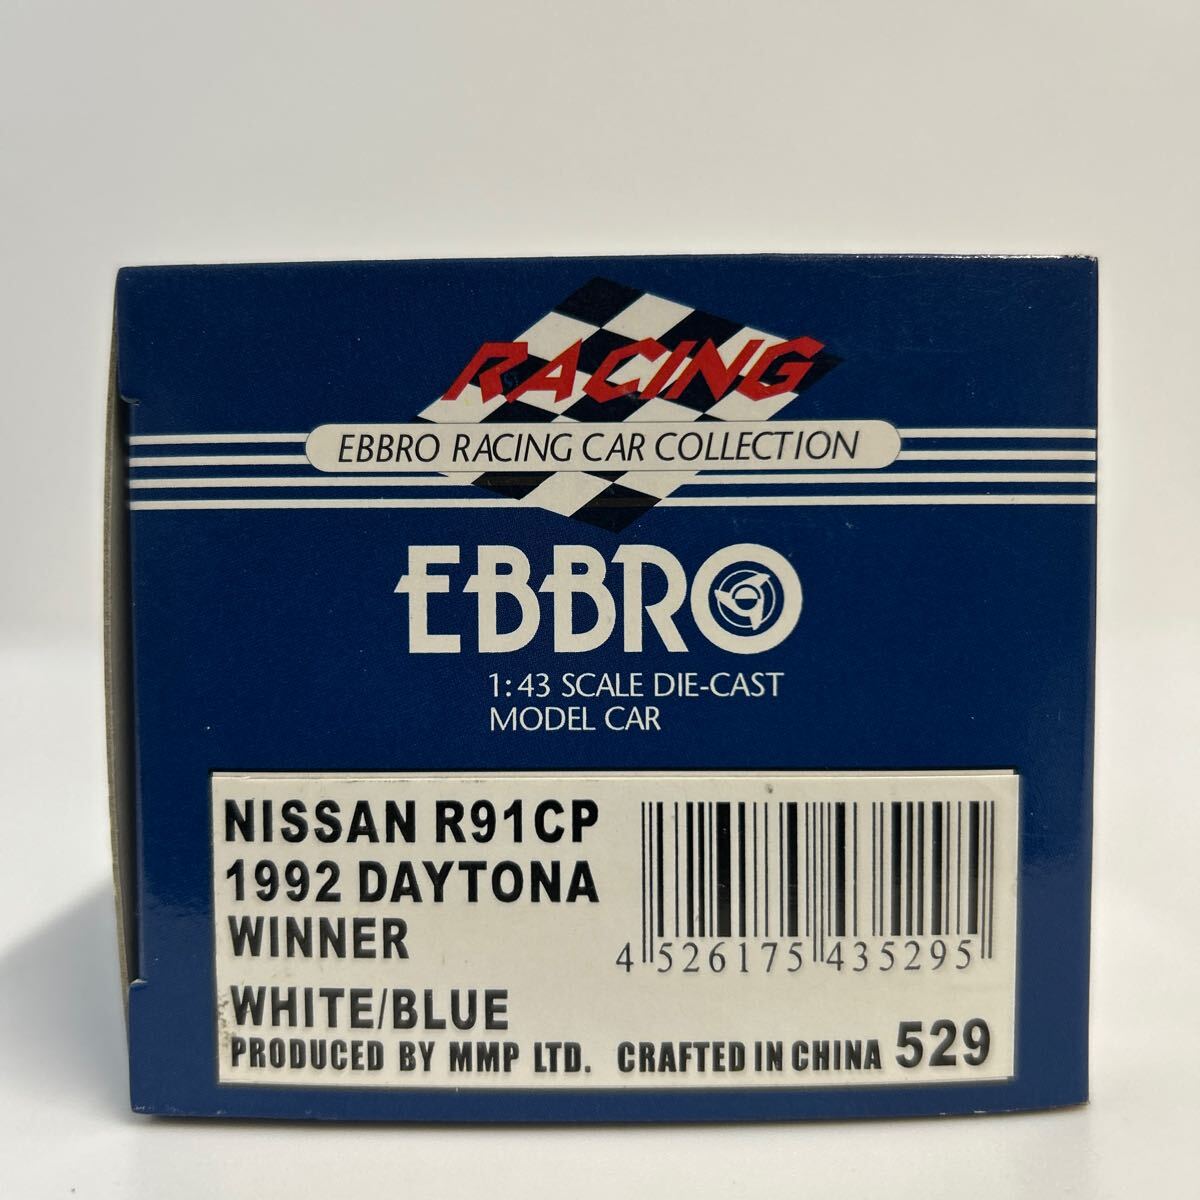 RACING
EBBRO RACING CAR COLLECTION
EBBRO
1:43 SCALE DIE-CAST
MODEL CAR
NISSAN R91CP
1992 DAYTONA
WINNER
WHITE/BLUE
4 526175 435295
PRODUCED BY MMP LTD. CRAFTED IN CHINA 529